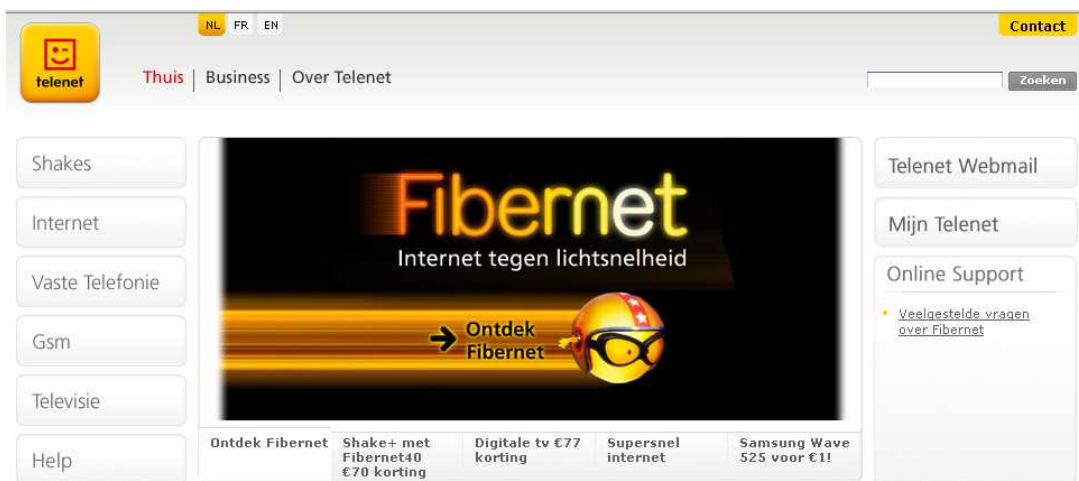 NL FR EN
Contact
telenet
Thuis | Business | Over Telenet
Zoeken
Shakes
Internet
Vaste Telefonie
Gsm
Televisie
Help
Fibernet
Internet tegen lichtsnelheid
Ontdek
Fibernet
Ontdek Fibernet
Shake+ met
Fibernet40
€70 korting
Digitale tv €77
korting
Supersnel
internet
Samsung Wave
525 voor €1!
Telenet Webmail
Mijn Telenet
Online Support
Veelgestelde vragen
over Fibernet